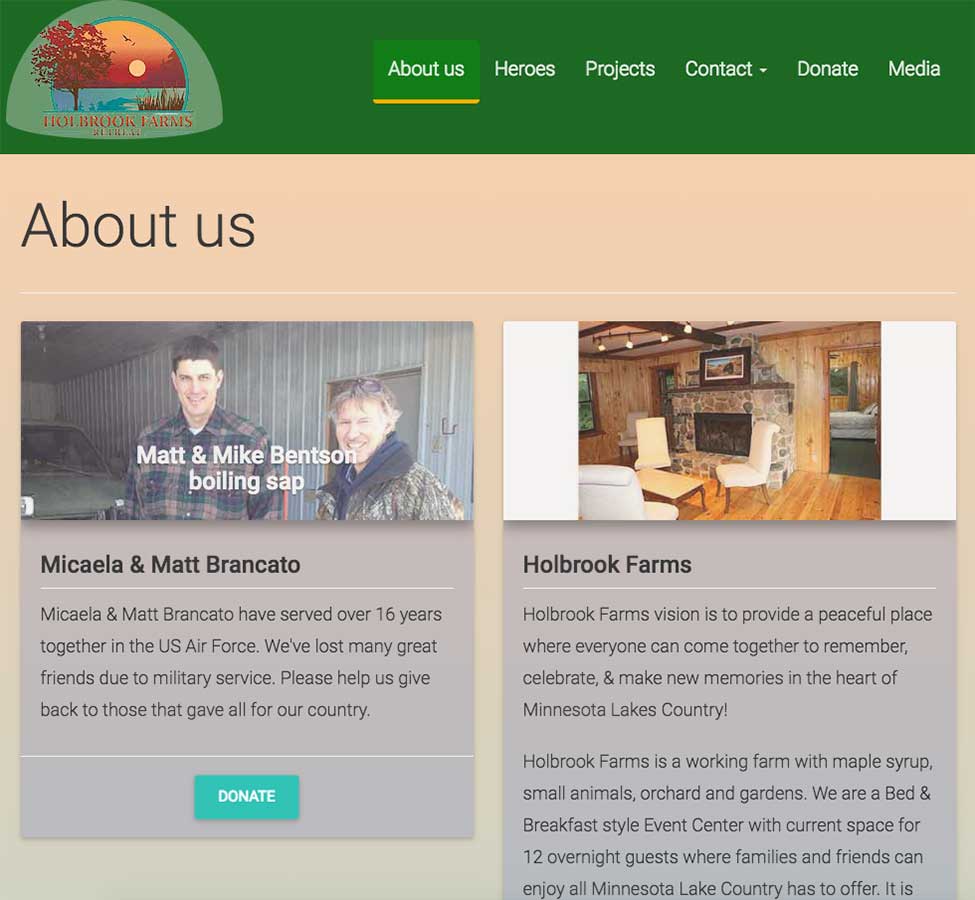 HOLBROOK FARMS
RETREAT
About us
Heroes
Projects
Contact
Donate
Media
About us
Matt & Mike Bentson
boiling sap
Micaela & Matt Brancato
Micaela & Matt Brancato have served over 16 years
together in the US Air Force. We've lost many great
friends due to military service. Please help us give
back to those that gave all for our country.
DONATE
Holbrook Farms
Holbrook Farms vision is to provide a peaceful place
where everyone can come together to remember,
celebrate, & make new memories in the heart of
Minnesota Lakes Country!
Holbrook Farms is a working farm with maple syrup,
small animals, orchard and gardens. We are a Bed &
Breakfast style Event Center with current space for
12 overnight guests where families and friends can
enjoy all Minnesota Lake Country has to offer. It is